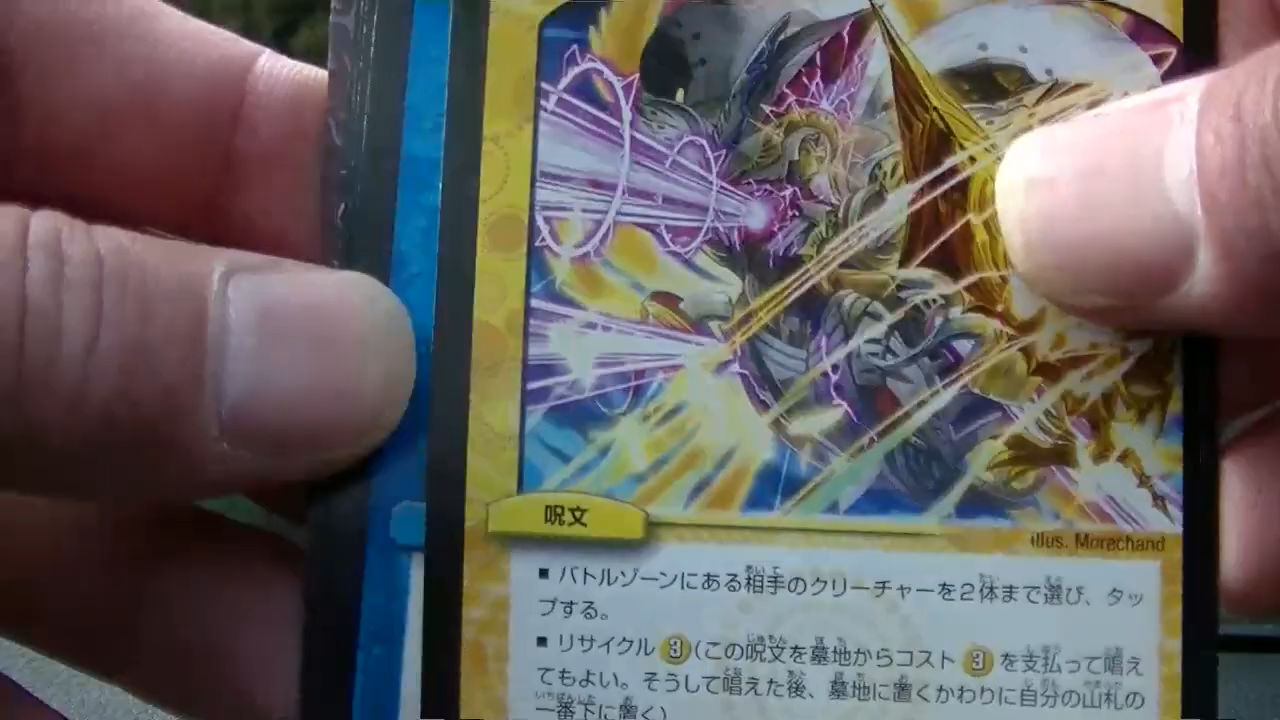 呪文
illus. Morechand
■ バトルゾーンにある相手のクリーチャーを2体まで選び、タッ
プする。
■ リサイクル③(この呪文を墓地からコスト③を支払って唱え
てもよい。そうして唱えた後、墓地に置くかわりに自分の山札の
一番下に置く)